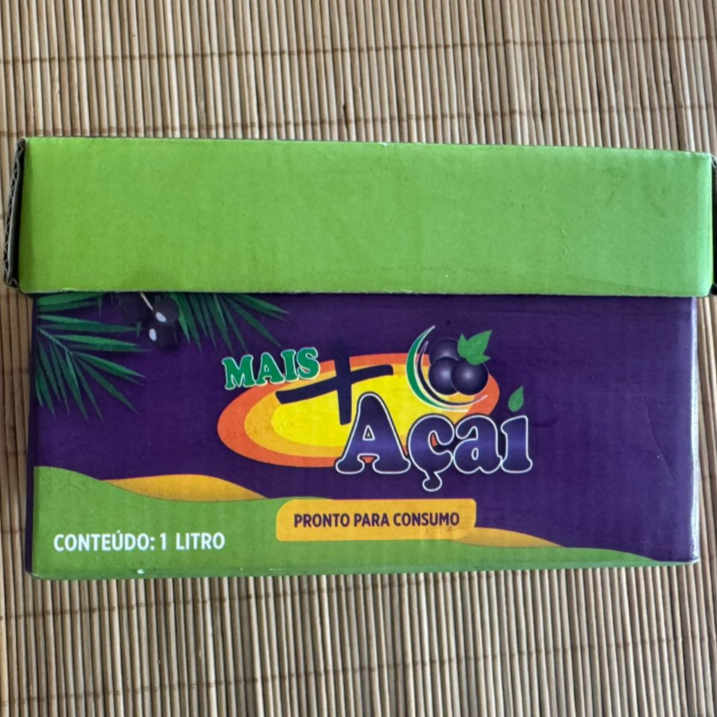 MAIS
+
Açaí
PRONTO PARA CONSUMO
CONTEÚDO: 1 LITRO